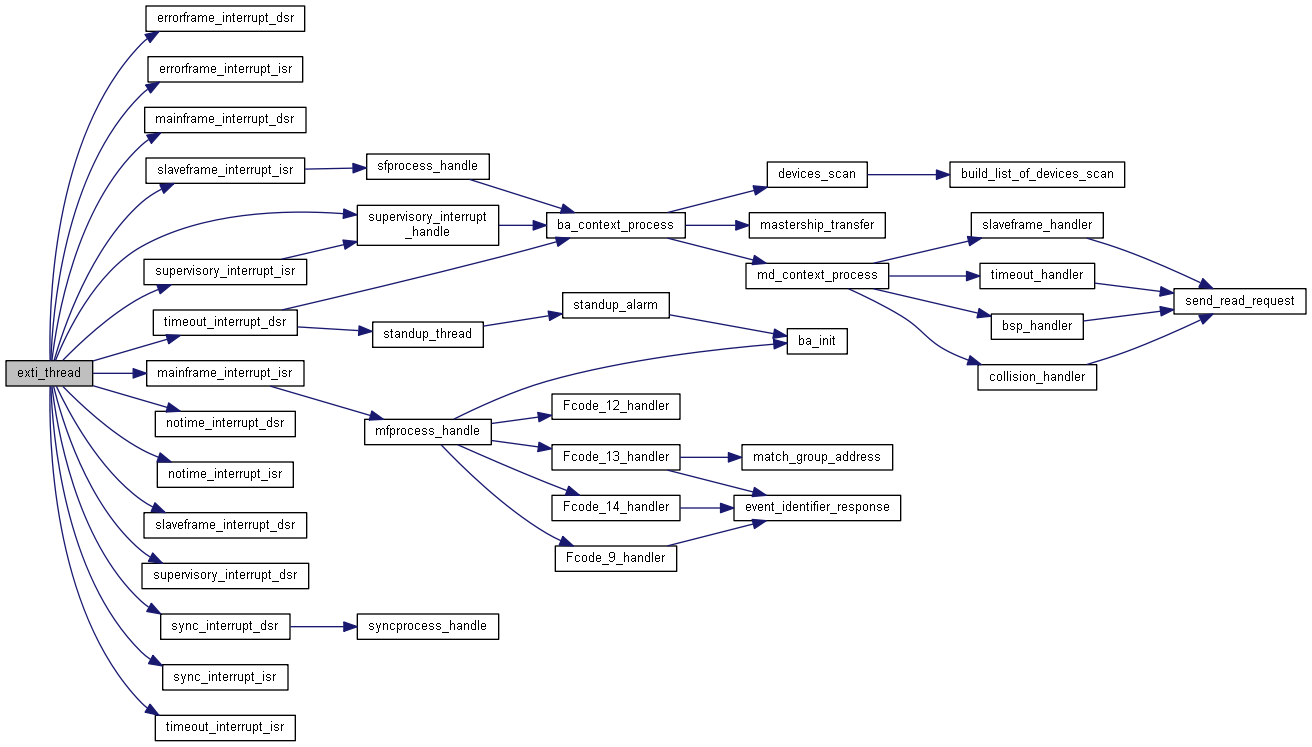 exti_thread
errorframe_interrupt_dsr
errorframe_interrupt_isr
mainframe_interrupt_dsr
slaveframe_interrupt_isr
supervisory_interrupt_isr
timeout_interrupt_dsr
mainframe_interrupt_isr
notime_interrupt_dsr
notime_interrupt_isr
slaveframe_interrupt_dsr
supervisory_interrupt_dsr
sync_interrupt_dsr
sync_interrupt_isr
timeout_interrupt_isr
sfprocess_handle
supervisory_interrupt
_handle
standup_thread
mfprocess_handle
syncprocess_handle
ba_context_process
standup_alarm
Fcode_12_handler
Fcode_13_handler
Fcode_14_handler
Fcode_9_handler
devices_scan
mastership_transfer
md_context_process
ba_init
match_group_address
event_identifier_response
build_list_of_devices_scan
slaveframe_handler
timeout_handler
bsp_handler
collision_handler
send_read_request